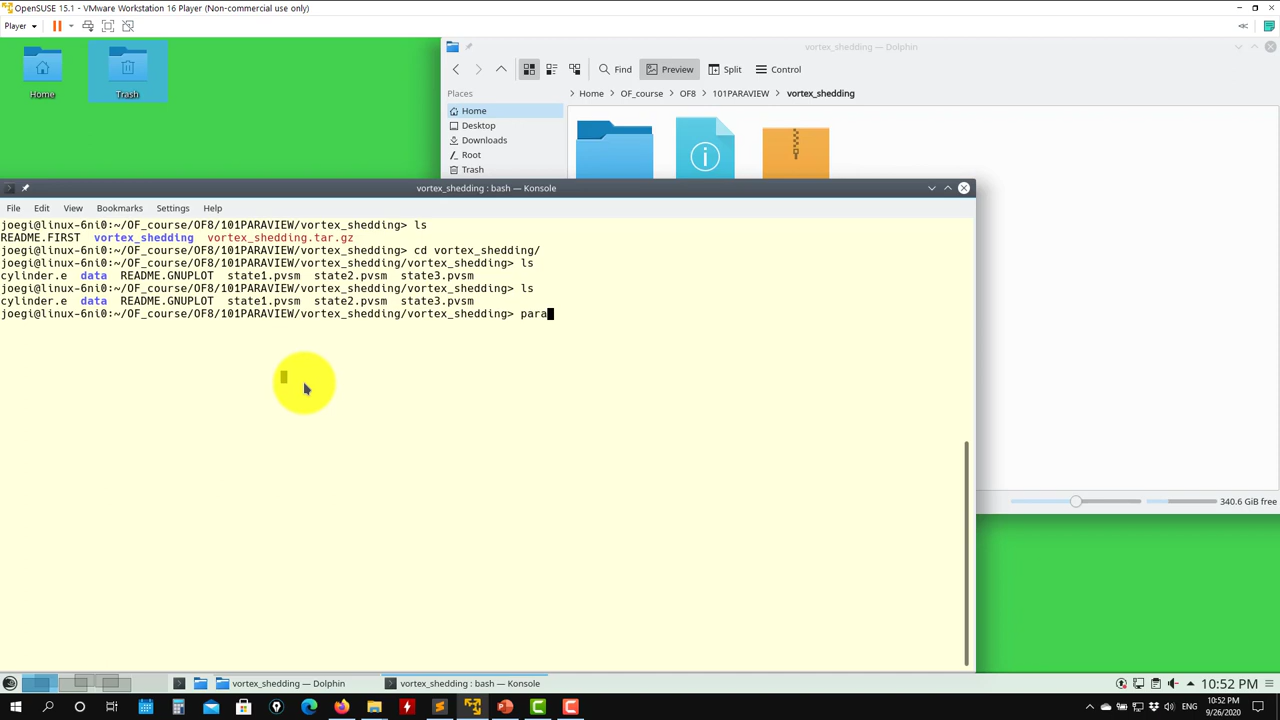 OpenSUSE 15.1 - VMware Workstation 16 Player (Non-commercial use only)
Player
vortex_shedding — Dolphin
Find Preview Split Control
Places
Home > OF_course > OF8 > 101PARAVIEW > vortex_shedding
Home
Desktop
Downloads
Root
Trash
Home
Trash
vortex_shedding : bash — Konsole
File Edit View Bookmarks Settings Help
joegi@linux-6ni0:~/OF_course/OF8/101PARAVIEW/vortex_shedding> ls
README.FIRST vortex_shedding vortex_shedding.tar.gz
joegi@linux-6ni0:~/OF_course/OF8/101PARAVIEW/vortex_shedding> cd vortex_shedding/
joegi@linux-6ni0:~/OF_course/OF8/101PARAVIEW/vortex_shedding/vortex_shedding> ls
cylinder.e data README.GNUPLOT state1.pvsm state2.pvsm state3.pvsm
joegi@linux-6ni0:~/OF_course/OF8/101PARAVIEW/vortex_shedding/vortex_shedding> ls
cylinder.e data README.GNUPLOT state1.pvsm state2.pvsm state3.pvsm
joegi@linux-6ni0:~/OF_course/OF8/101PARAVIEW/vortex_shedding/vortex_shedding> para
340.6 GiB free
vortex_shedding — Dolphin
vortex_shedding : bash — Konsole
10:52 PM
10:52 PM
9/26/2020